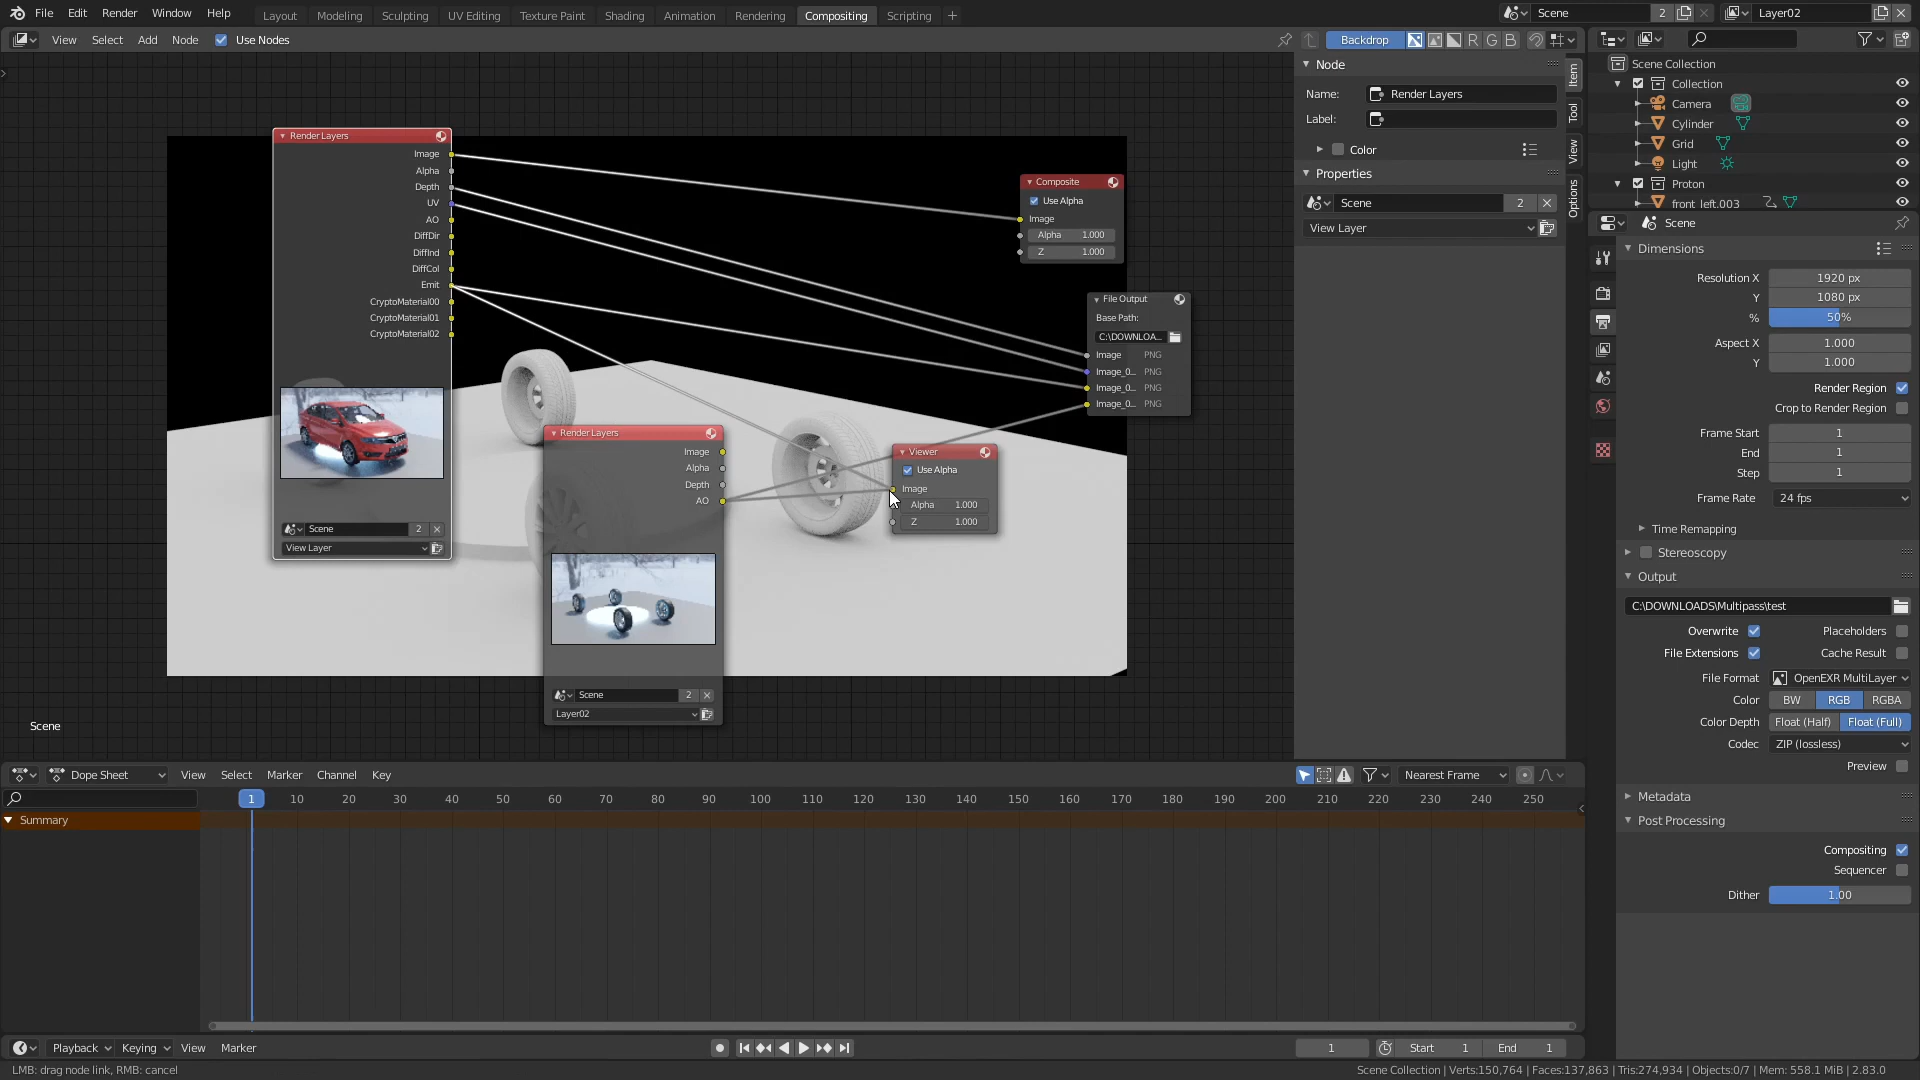 File Edit Render Window Help
Layout Modeling Sculpting UV Editing Texture Paint Shading Animation Rendering Compositing Scripting +
Scene 2 Layer02
View Select Add Node Use Nodes
Backdrop R G B
Node
Name: Render Layers
Label:
Color
Properties
Scene 2
View Layer
Item
Tool
View
Options
Render Layers
Image
Alpha
Depth
UV
AO
DiffDir
DiffInd
DiffCol
Emit
CryptoMaterial00
CryptoMaterial01
CryptoMaterial02
Scene 2
View Layer
Composite
Use Alpha
Image
Alpha 1.000
Z 1.000
File Output
Base Path:
C:\DOWNLOA...
Image PNG
Image_0... PNG
Image_0... PNG
Image_0... PNG
Render Layers
Image
Alpha
Depth
AO
Scene 2
Layer02
Viewer
Use Alpha
Image
Alpha 1.000
Z 1.000
Scene
Scene Collection
Collection
Camera
Cylinder
Grid
Light
Proton
front left.003
Scene
Dimensions
Resolution X 1920 px
Y 1080 px
% 50%
Aspect X 1.000
Y 1.000
Render Region
Crop to Render Region
Frame Start 1
End 1
Step 1
Frame Rate 24 fps
Time Remapping
Stereoscopy
Output
C:\DOWNLOADS\Multipass\test
Overwrite Placeholders
File Extensions Cache Result
File Format OpenEXR MultiLayer
Color BW RGB RGBA
Color Depth Float (Half) Float (Full)
Codec ZIP (lossless)
Preview
Metadata
Post Processing
Compositing
Sequencer
Dither 1.00
Dope Sheet View Select Marker Channel Key
Nearest Frame
1 10 20 30 40 50 60 70 80 90 100 110 120 130 140 150 160 170 180 190 200 210 220 230 240 250
Summary
Playback Keying View Marker
1 Start 1 End 1
LMB: drag node link, RMB: cancel
Scene Collection | Verts:150,764 | Faces:137,863 | Tris:274,934 | Objects:0/7 | Mem: 558.1 MiB | 2.83.0